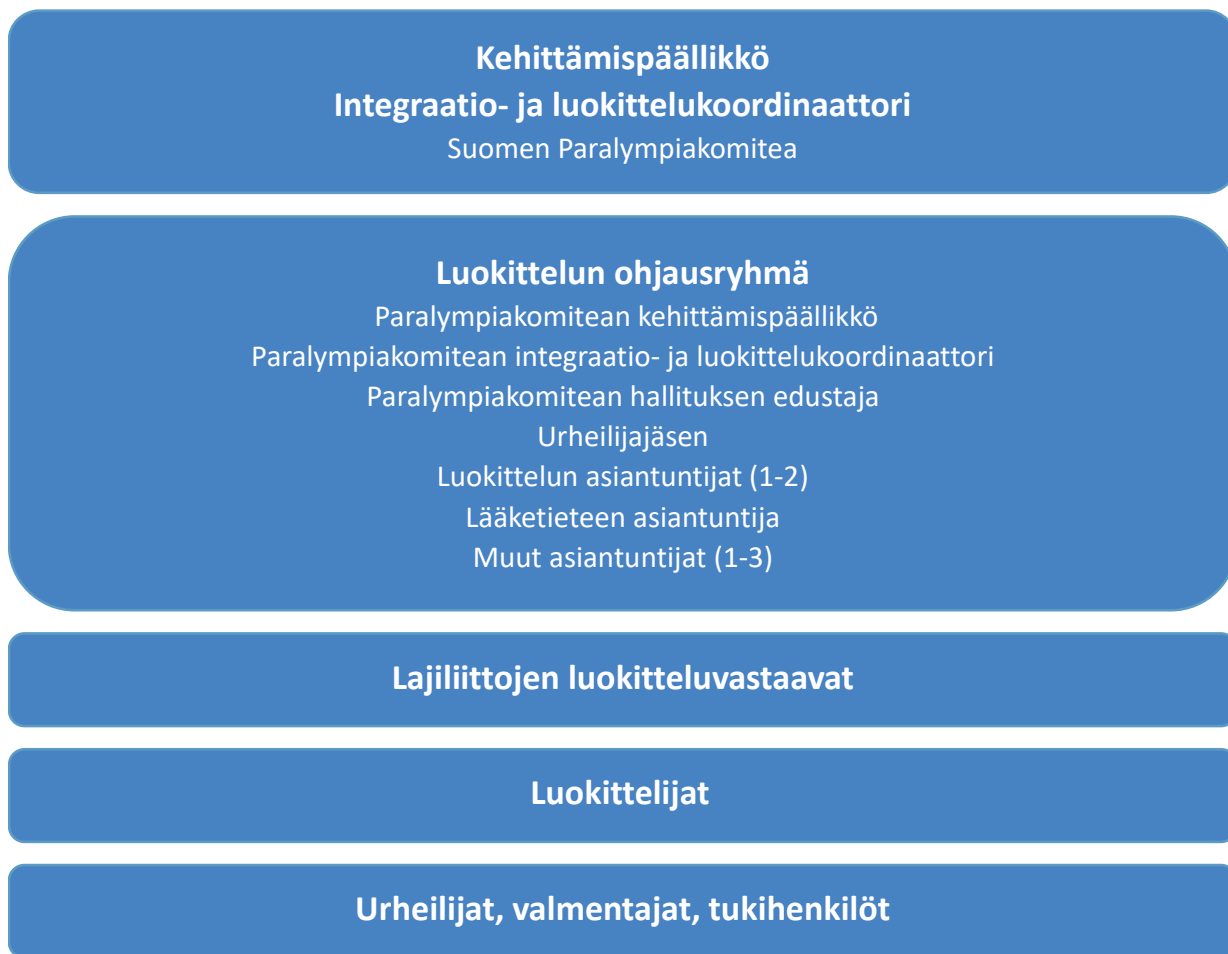 Kehittämispäällikkö
Integraatio- ja luokittelukoordinaattori
Suomen Paralympiakomitea
Luokittelun ohjausryhmä
Paralympiakomitean kehittämispäällikkö
Paralympiakomitean integraatio- ja luokittelukoordinaattori
Paralympiakomitean hallituksen edustaja
Urheilijajäsen
Luokittelun asiantuntijat (1-2)
Lääketieteen asiantuntija
Muut asiantuntijat (1-3)
Lajiliittojen luokitteluvastaavat
Luokittelijat
Urheilijat, valmentajat, tukihenkilöt